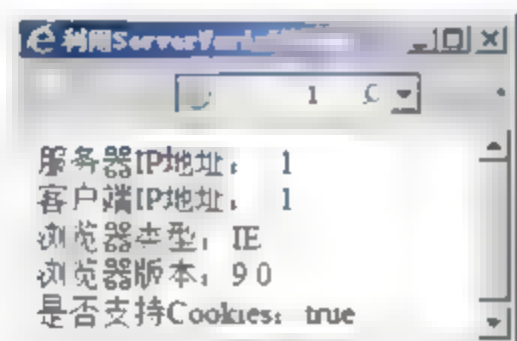 利用ServerVari
1
服务器IP地址： 1
客户端IP地址： 1
浏览器类型：IE
浏览器版本：9 0
是否支持Cookies：true